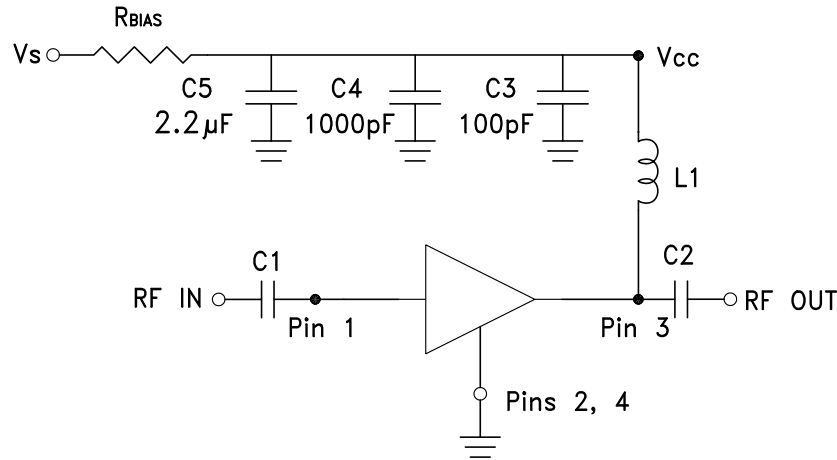 RBIAS
Vs
Vcc
C5
2.2µF
C4
1000pF
C3
100pF
L1
C1
C2
RF IN
RF OUT
Pin 1
Pin 3
Pins 2, 4